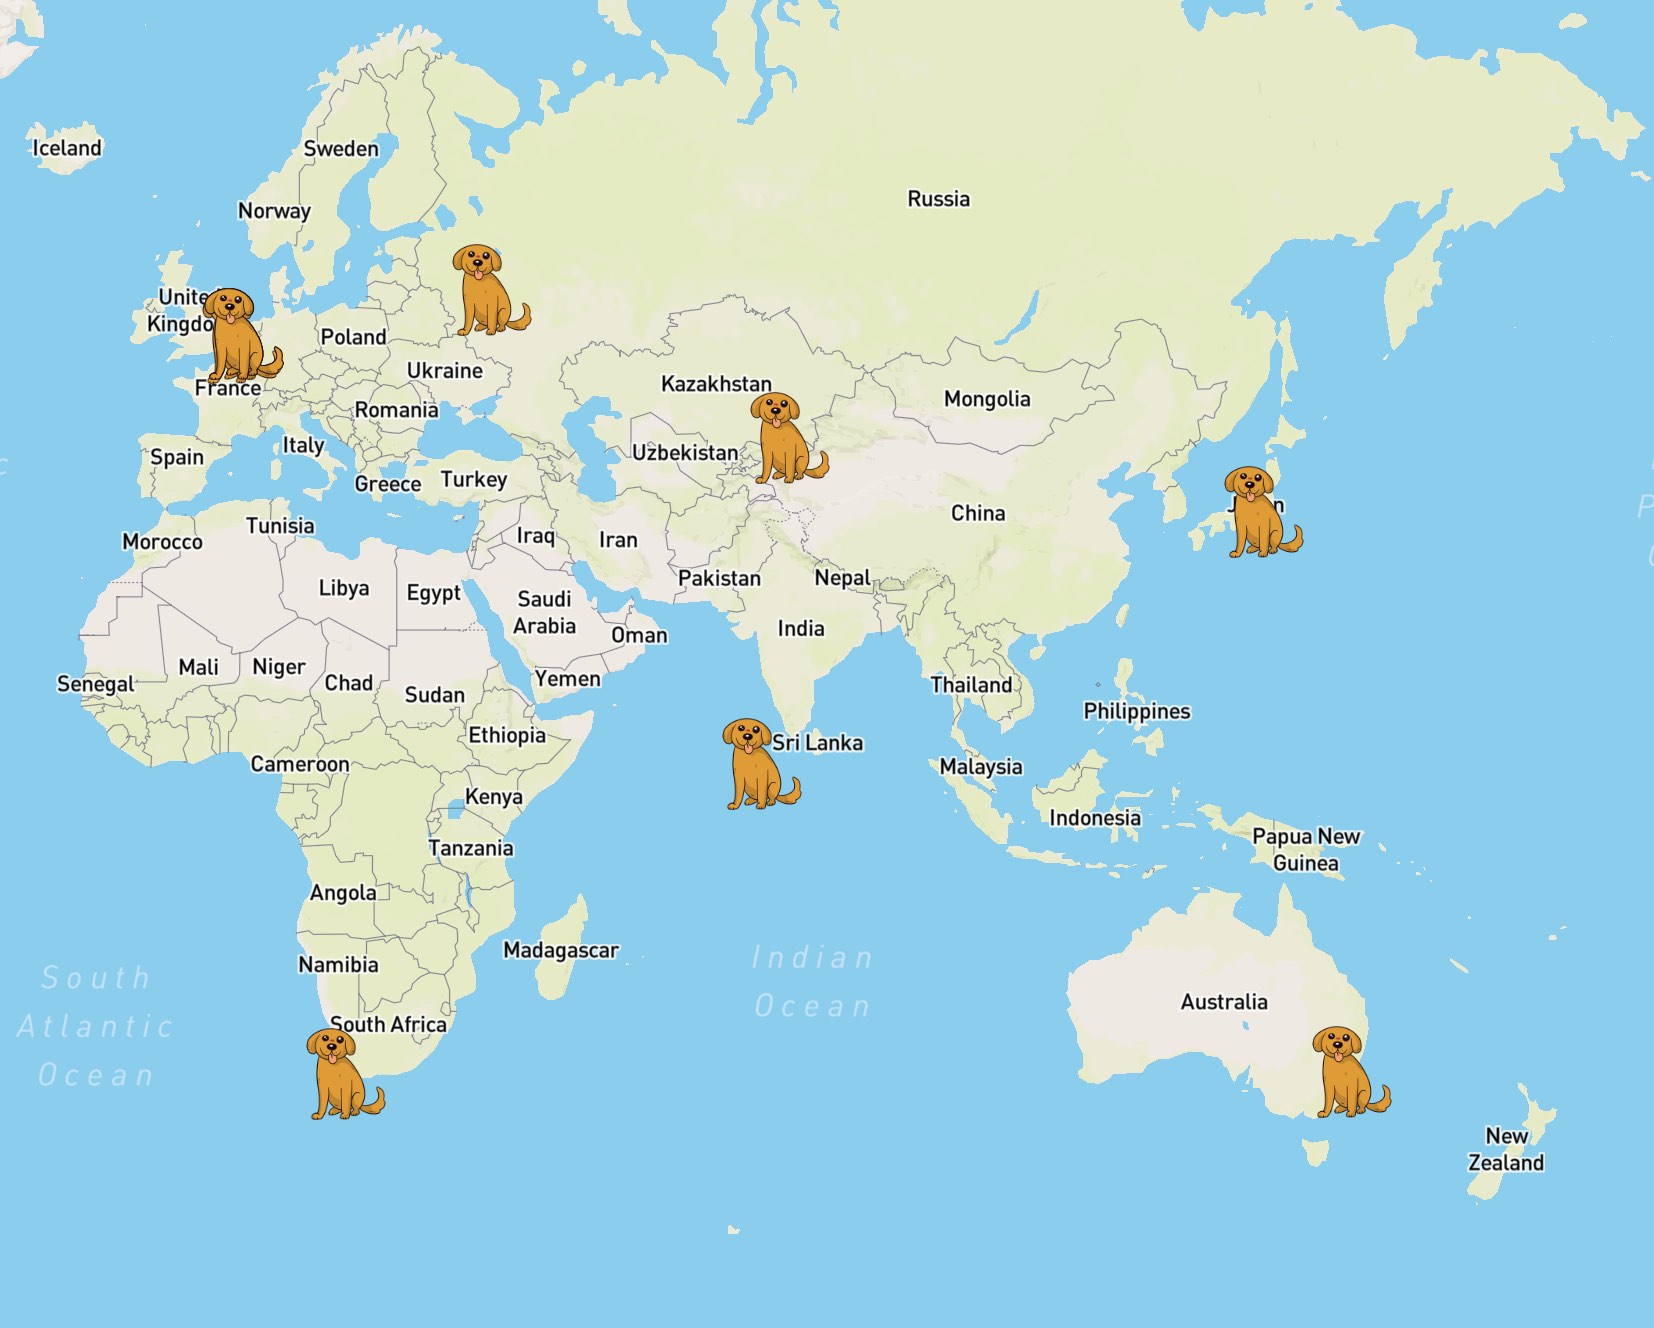 Iceland
Sweden
Russia
Norway
Unite
Kingdo
Poland
Ukraine
France
Kazakhstan
Mongolia
Romania
Italy
Spain
Uzbekistan
Greece
Turkey
China
Tunisia
Morocco
Iraq
Iran
Pakistan
Nepal
Libya
Egypt
Saudi
Arabia
India
Oman
Mali
Niger
Senegal
Chad
Yemen
Sudan
Thailand
Philippines
Ethiopia
Sri Lanka
Cameroon
Malaysia
Kenya
Indonesia
Papua New
Guinea
Tanzania
Angola
Madagascar
Indian
Ocean
Namibia
South
Atlantic
Ocean
Australia
South Africa
New
Zealand